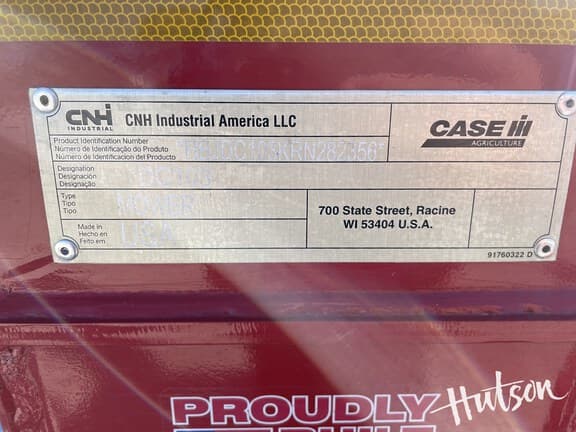 CNH
INDUSTRIAL
CNH Industrial America LLC
CASE IH
AGRICULTURE
Product Identification Number
Número de Identificação do Produto
Número de Identificacion del Producto
Designation
Designación
Designação
Type
Tipo
Tipo
MOWER
Made in
Hecho en
Feito em
USA
700 State Street, Racine
WI 53404 U.S.A.
91760322 D
PROUDLY
Hutson